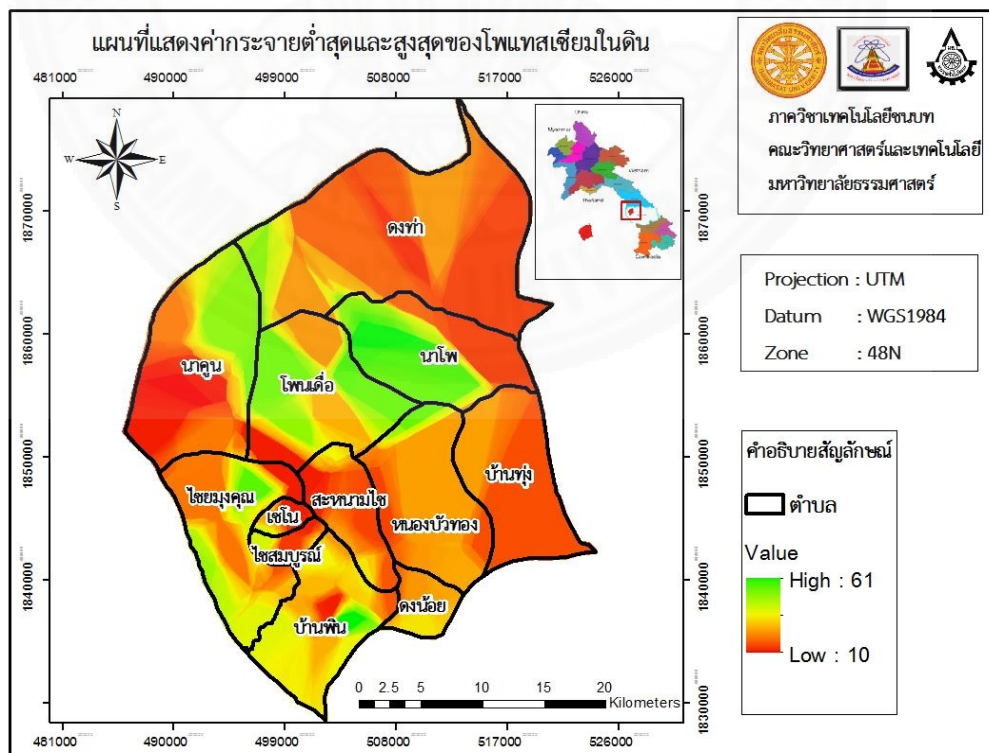 แผนที่แสดงค่ากระจายต่ำสุดและสูงสุดของโพแทสเซียมในดิน
481000 490000 499000 508000 517000 526000
1870000 1870000
1860000 1860000
1850000 1850000
1840000 1840000
1830000
N
W E
S
China
Myanmar
Vietnam
Thailand
Cambodia
ดงท่า
นาคูน
โพนเดื่อ
นาโพ
ไชยมุงคุณ
เซโน
สะหนามไซ
หนองบัวทอง
บ้านทุ่ง
ไชสมบูรณ์
ดงน้อย
บ้านพิน
0 2.5 5 10 15 20
Kilometers
481000 490000 499000 508000 517000 526000
ภาควิชาเทคโนโลยีชนบท
คณะวิทยาศาสตร์และเทคโนโลยี
มหาวิทยาลัยธรรมศาสตร์
Projection : UTM
Datum : WGS1984
Zone : 48N
คำอธิบายสัญลักษณ์
ตำบล
Value
High : 61
Low : 10